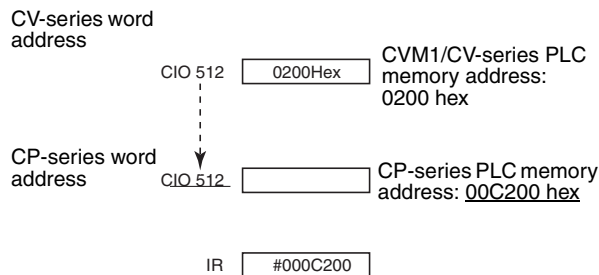 CV-series word
address
CIO 512
0200Hex
CVM1/CV-series PLC
memory address:
0200 hex
CP-series word
address
CIO 512
CP-series PLC memory
address: 00C200 hex
IR
#000C200